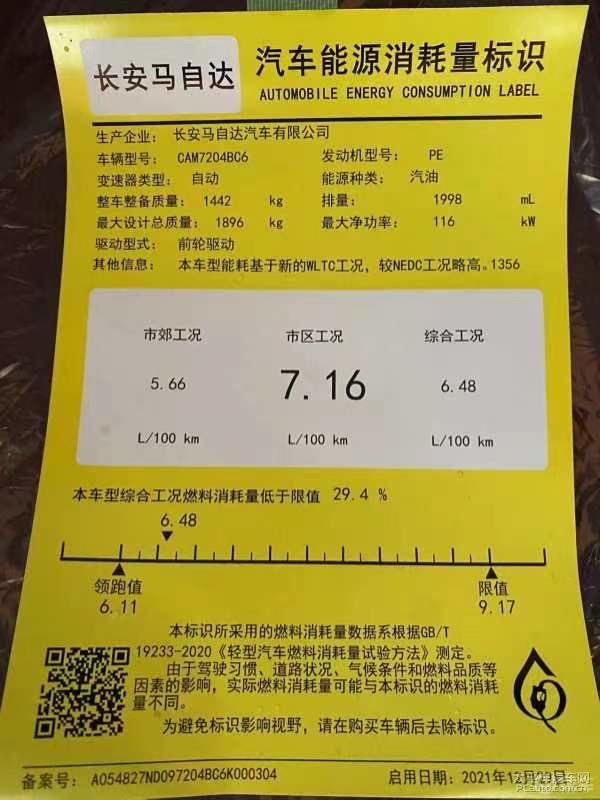 长安马自达
汽车能源消耗量标识
AUTOMOBILE ENERGY CONSUMPTION LABEL
生产企业： 长安马自达汽车有限公司
车辆型号： CAM7204BC6 发动机型号： PE
变速器类型： 自动 能源种类： 汽油
整车整备质量： 1442 kg 排量： 1998 mL
最大设计总质量： 1896 kg 最大净功率： 116 kW
驱动型式： 前轮驱动
其他信息： 本车型能耗基于新的WLTC工况，较NEDC工况略高。1356
市郊工况 市区工况 综合工况
5.66 7.16 6.48
L/100 km L/100 km L/100 km
本车型综合工况燃料消耗量低于限值 29.4 %
6.48
领跑值 限值
6.11 9.17
本标识所采用的燃料消耗量数据系根据GB/T
19233-2020《轻型汽车燃料消耗量试验方法》测定。
由于驾驶习惯、道路状况、气候条件和燃料品质等
因素的影响，实际燃料消耗量可能与本标识的燃料消耗
量不同。
为避免标识影响视野，请在购买车辆后去除标识。
备案号： A054827ND097204BC6K000304 启用日期： 2021年12月29日
PCauto.com.cn